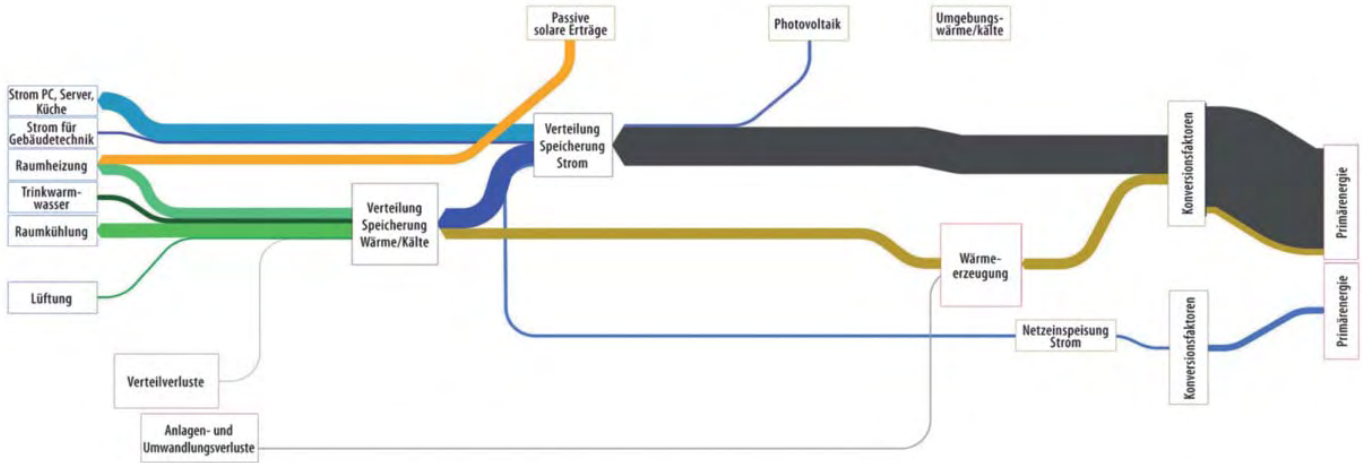 Passive
solare Erträge
Photovoltaik
Umgebungs-
wärme/kälte
Strom PC, Server,
Küche
Strom für
Gebäudetechnik
Raumheizung
Trinkwarm-
wasser
Raumkühlung
Lüftung
Verteilung
Speicherung
Strom
Verteilung
Speicherung
Wärme/Kälte
Wärme-
erzeugung
Konversionsfaktoren
Primärenergie
Netzeinspeisung
Strom
Konversionsfaktoren
Primärenergie
Verteilverluste
Anlagen- und
Umwandlungsverluste